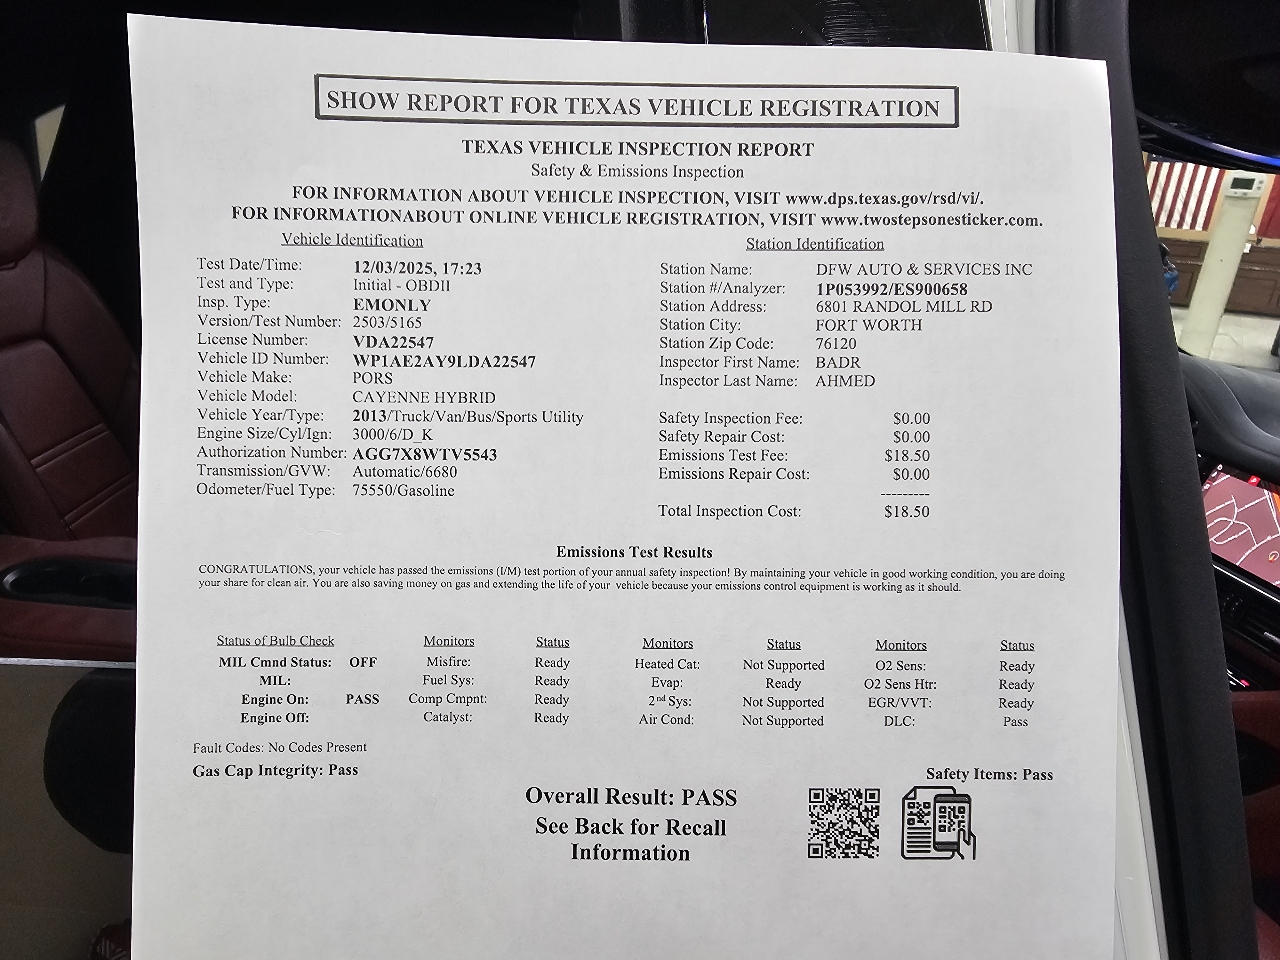 SHOW REPORT FOR TEXAS VEHICLE REGISTRATION
TEXAS VEHICLE INSPECTION REPORT
Safety & Emissions Inspection
FOR INFORMATION ABOUT VEHICLE INSPECTION, VISIT www.dps.texas.gov/rsd/vi/.
FOR INFORMATIONABOUT ONLINE VEHICLE REGISTRATION, VISIT www.twostepsonesticker.com.
Vehicle Identification
Test Date/Time: 12/03/2025, 17:23
Test and Type: Initial - OBDII
Insp. Type: EMONLY
Version/Test Number: 2503/5165
License Number: VDA22547
Vehicle ID Number: WP1AE2AY9LDA22547
Vehicle Make: PORS
Vehicle Model: CAYENNE HYBRID
Vehicle Year/Type: 2013/Truck/Van/Bus/Sports Utility
Engine Size/Cyl/Ign: 3000/6/D_K
Authorization Number: AGG7X8WTV5543
Transmission/GVW: Automatic/6680
Odometer/Fuel Type: 75550/Gasoline
Station Identification
Station Name: DFW AUTO & SERVICES INC
Station #/Analyzer: 1P053992/ES900658
Station Address: 6801 RANDOL MILL RD
Station City: FORT WORTH
Station Zip Code: 76120
Inspector First Name: BADR
Inspector Last Name: AHMED
Safety Inspection Fee: $0.00
Safety Repair Cost: $0.00
Emissions Test Fee: $18.50
Emissions Repair Cost: $0.00
---------
Total Inspection Cost: $18.50
Emissions Test Results
CONGRATULATIONS, your vehicle has passed the emissions (I/M) test portion of your annual safety inspection! By maintaining your vehicle in good working condition, you are doing
your share for clean air. You are also saving money on gas and extending the life of your vehicle because your emissions control equipment is working as it should.
Status of Bulb Check Monitors Status Monitors Status Monitors Status
MIL Cmnd Status: OFF Misfire: Ready Heated Cat: Not Supported O2 Sens: Ready
MIL: Fuel Sys: Ready Evap: Ready O2 Sens Htr: Ready
Engine On: PASS Comp Cmpnt: Ready 2nd Sys: Not Supported EGR/VVT: Ready
Engine Off: Catalyst: Ready Air Cond: Not Supported DLC: Pass
Fault Codes: No Codes Present
Gas Cap Integrity: Pass
Safety Items: Pass
Overall Result: PASS
See Back for Recall
Information